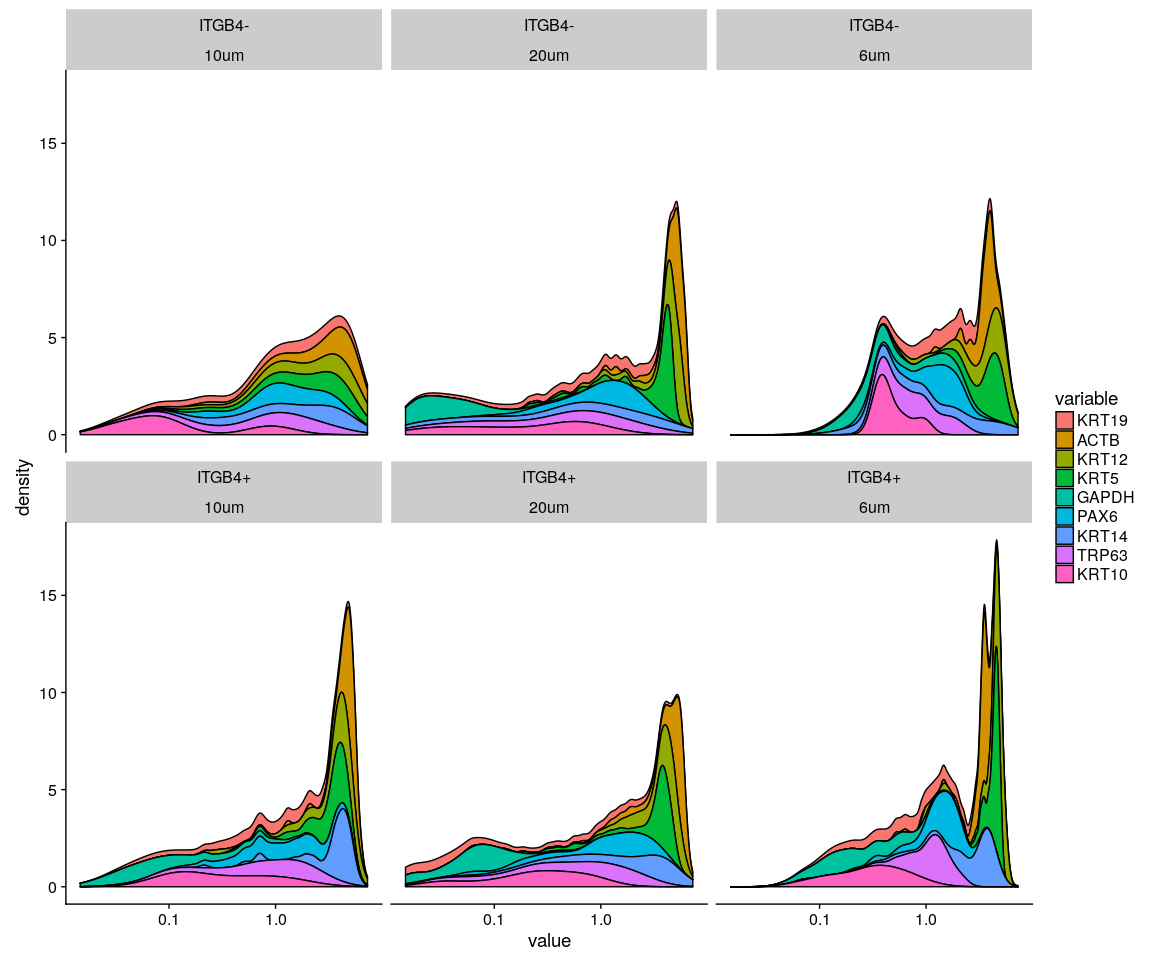 ITGB4-
10um
ITGB4-
20um
ITGB4-
6um
15
10
5
0
ITGB4+
10um
ITGB4+
20um
ITGB4+
6um
15
10
5
0
0.1
1.0
0.1
1.0
0.1
1.0
value
density
variable
KRT19
ACTB
KRT12
KRT5
GAPDH
PAX6
KRT14
TRP63
KRT10